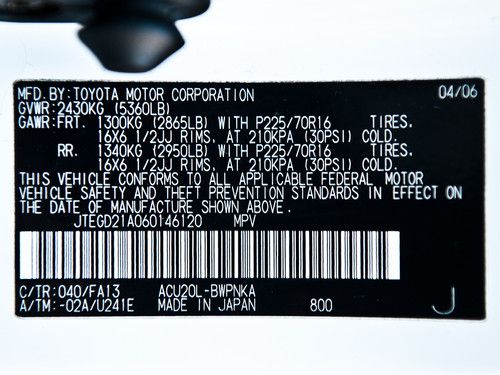 MFD. BY: TOYOTA MOTOR CORPORATION 04/06
GVWR: 2430KG (5360LB)
GAWR: FRT. 1300KG (2865LB) WITH P225/70R16 TIRES.
16X6 1/2JJ RIMS, AT 210KPA (30PSI) COLD.
RR. 1340KG (2950LB) WITH P225/70R16 TIRES.
16X6 1/2JJ RIMS, AT 210KPA (30PSI) COLD.
THIS VEHICLE CONFORMS TO ALL APPLICABLE FEDERAL MOTOR
VEHICLE SAFETY AND THEFT PREVENTION STANDARDS IN EFFECT ON
THE DATE OF MANUFACTURE SHOWN ABOVE.
JTEGD21A060146120 MPV
C/TR: 040/FA13 ACU20L-BWPNKA
A/TM: -02A/U241E MADE IN JAPAN 800 J